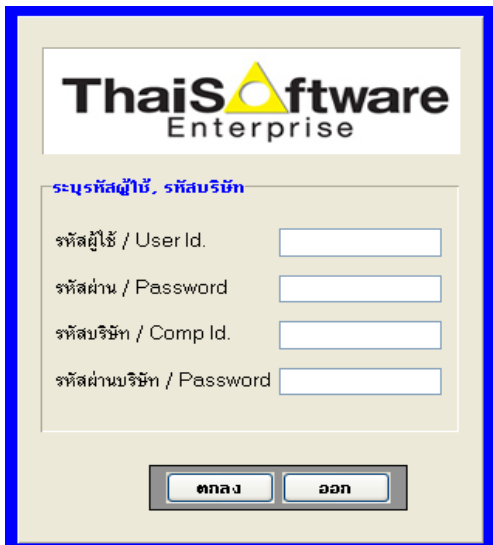 ThaiSoftware
Enterprise
ระบุรหัสผู้ใช้, รหัสบริษัท
รหัสผู้ใช้ / User Id.
รหัสผ่าน / Password
รหัสบริษัท / Comp Id.
รหัสผ่านบริษัท / Password
ตกลง ออก